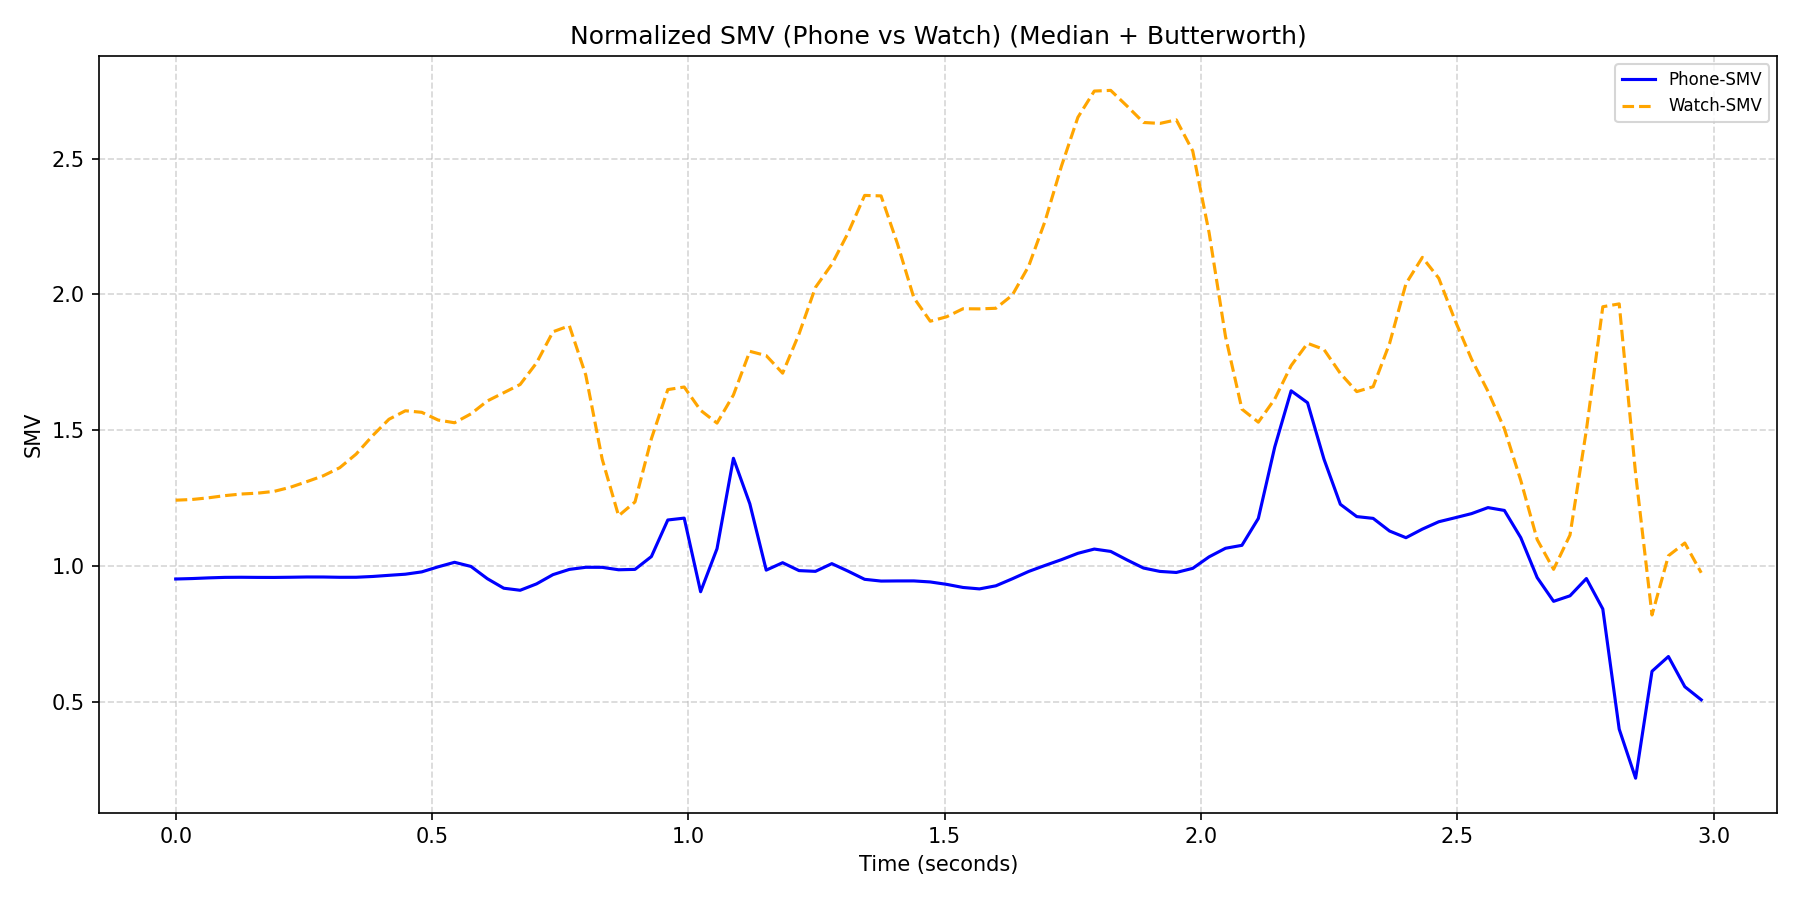 Normalized SMV (Phone vs Watch) (Median + Butterworth)
Phone-SMV
Watch-SMV
SMV
2.5
2.0
1.5
1.0
0.5
0.0 0.5 1.0 1.5 2.0 2.5 3.0
Time (seconds)